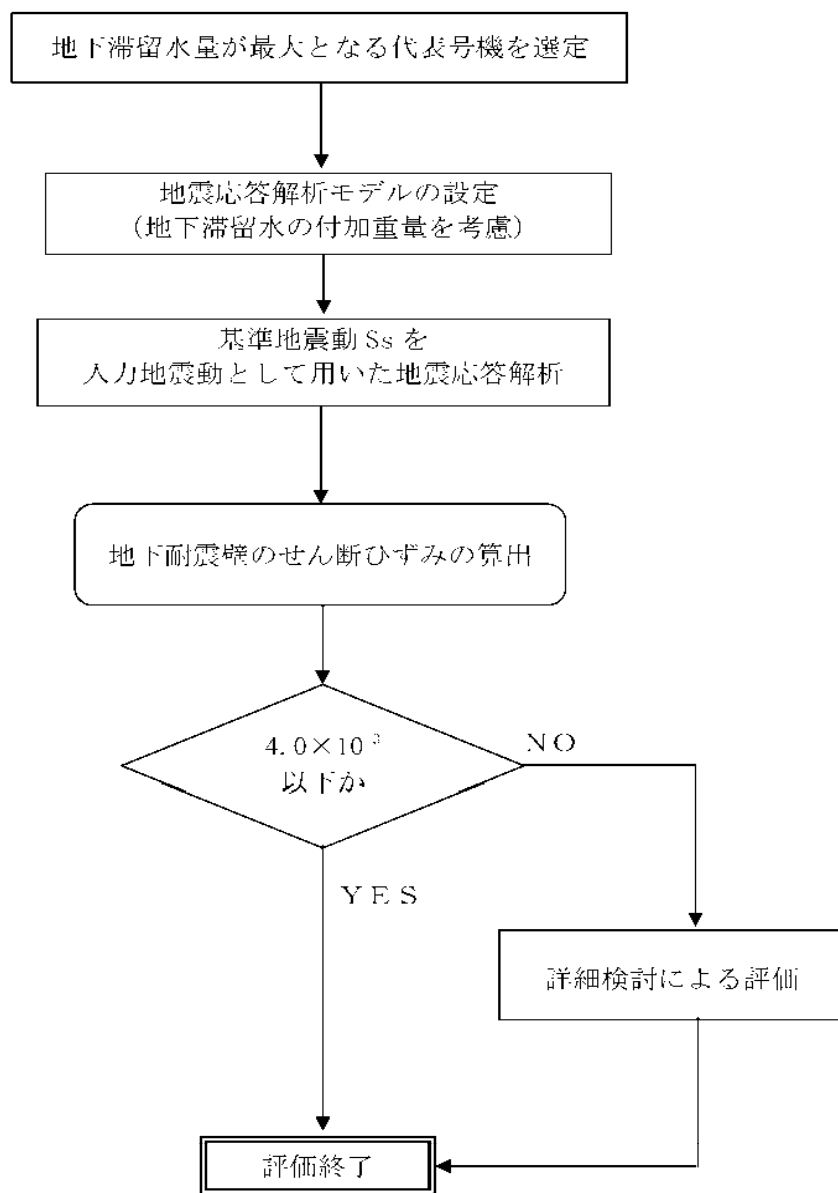 地下滞留水量が最大となる代表号機を選定
地震応答解析モデルの設定
(地下滞留水の付加重量を考慮)
基準地震動Ssを
入力地震動として用いた地震応答解析
地下耐震壁のせん断ひずみの算出
4.0×10⁻³
以下か
NO
YES
詳細検討による評価
評価終了